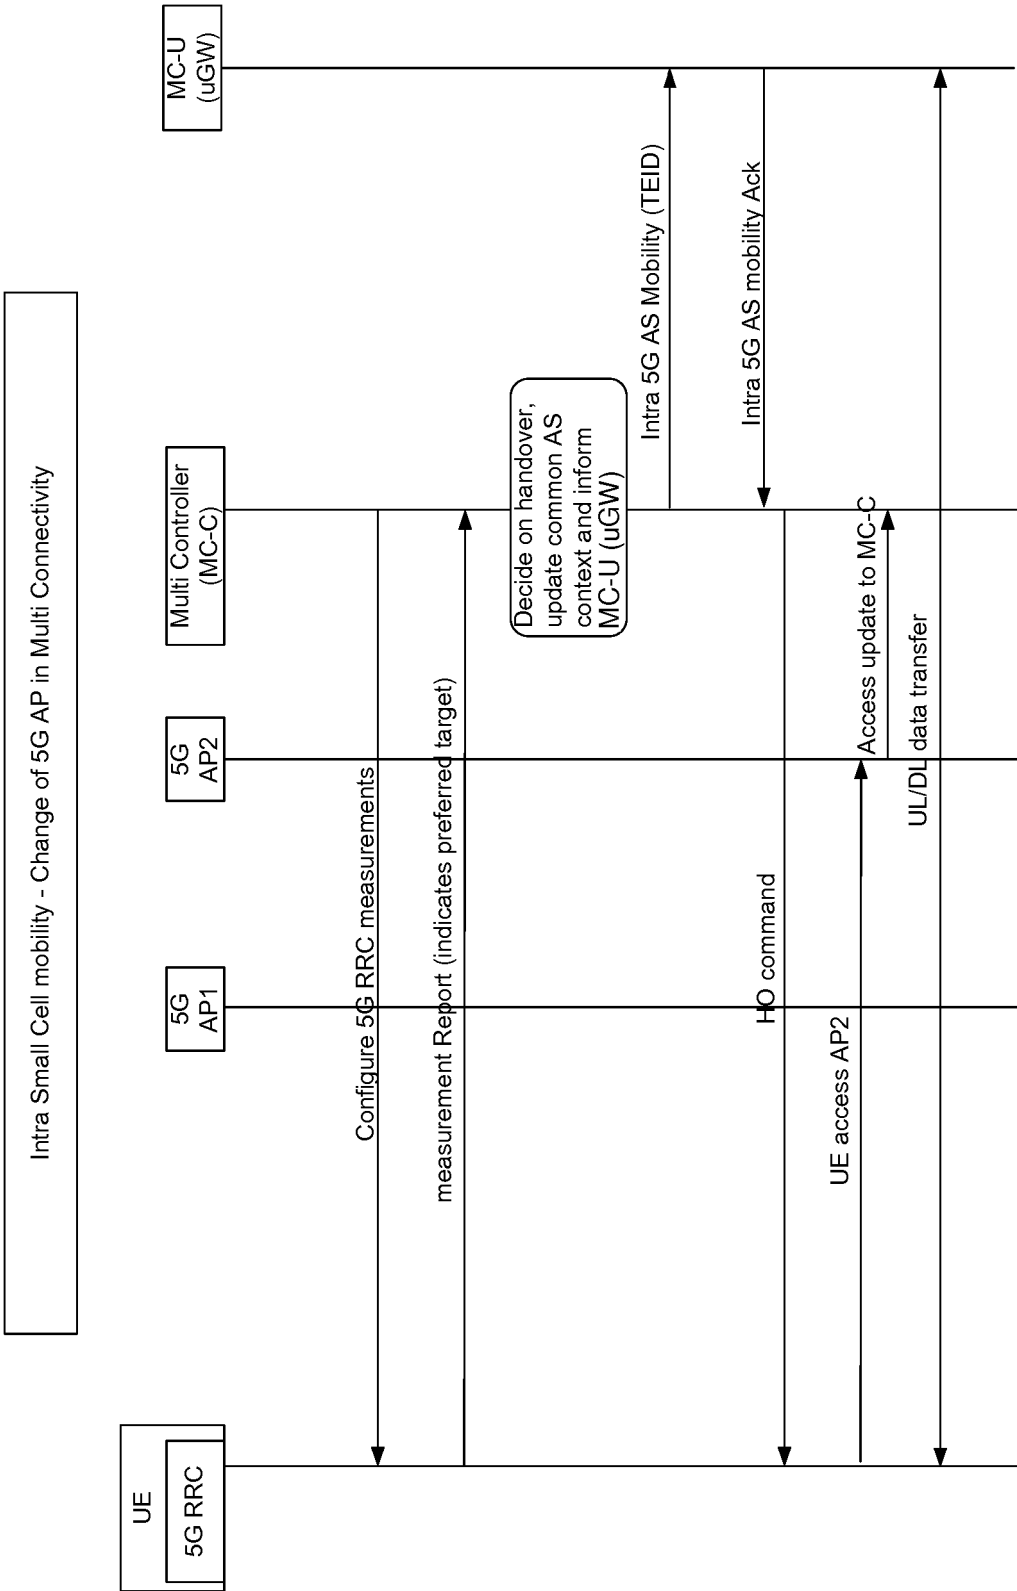 Intra Small Cell mobility - Change of 5G AP in Multi Connectivity
UE
5G RRC
5G
AP1
5G
AP2
Multi Controller
(MC-C)
MC-U
(uGW)
Configure 5G RRC measurements
measurement Report (indicates preferred target)
Decide on handover,
update common AS
context and inform
MC-U (uGW)
Intra 5G AS Mobility (TEID)
Intra 5G AS mobility Ack
HO command
UE access AP2
Access update to MC-C
UL/DL data transfer